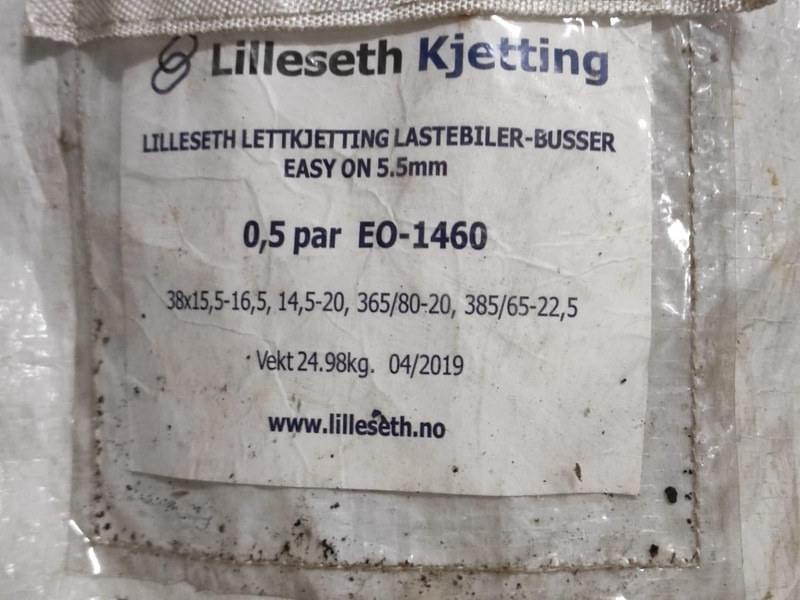 Lilleseth Kjetting
LILLESETH LETTKJETTING LASTEBILER-BUSSER
EASY ON 5.5mm
0,5 par EO-1460
38x15,5-16,5, 14,5-20, 365/80-20, 385/65-22,5
Vekt 24.98kg. 04/2019
www.lilleseth.no